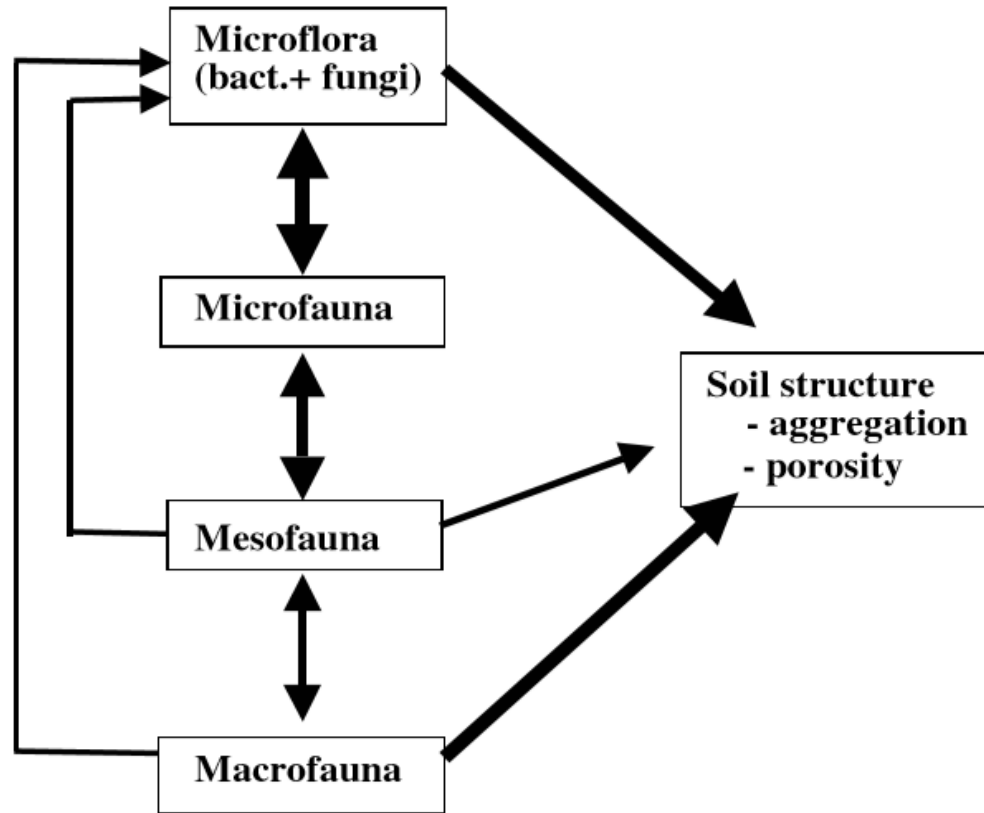 Microflora
(bact.+ fungi)
Microfauna
Soil structure
- aggregation
- porosity
Mesofauna
Macrofauna